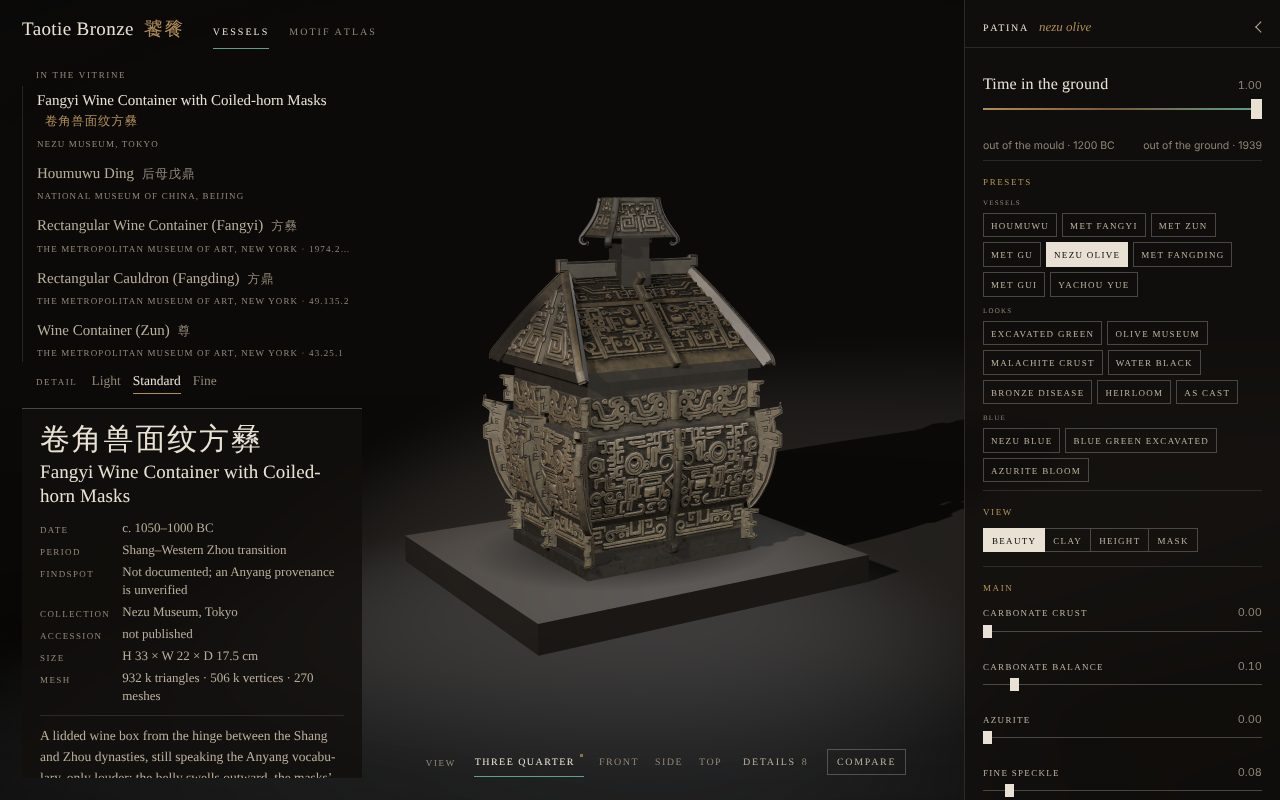 Taotie Bronze 饕餮
VESSELS
MOTIF ATLAS
IN THE VITRINE
Fangyi Wine Container with Coiled-horn Masks
卷角兽面纹方彝
NEZU MUSEUM, TOKYO
Houmuwu Ding 后母戊鼎
NATIONAL MUSEUM OF CHINA, BEIJING
Rectangular Wine Container (Fangyi) 方彝
THE METROPOLITAN MUSEUM OF ART, NEW YORK · 1974.2...
Rectangular Cauldron (Fangding) 方鼎
THE METROPOLITAN MUSEUM OF ART, NEW YORK · 49.135.2
Wine Container (Zun) 尊
THE METROPOLITAN MUSEUM OF ART, NEW YORK · 43.25.1
DETAIL Light Standard Fine
卷角兽面纹方彝
Fangyi Wine Container with Coiled-
horn Masks
DATE c. 1050–1000 BC
PERIOD Shang–Western Zhou transition
FINDSPOT Not documented; an Anyang provenance
is unverified
COLLECTION Nezu Museum, Tokyo
ACCESSION not published
SIZE H 33 × W 22 × D 17.5 cm
MESH 932 k triangles · 506 k vertices · 270
meshes
A lidded wine box from the hinge between the Shang
and Zhou dynasties, still speaking the Anyang vocabu-
lary, only louder: the belly swells outward, the masks'
VIEW THREE QUARTER FRONT SIDE TOP DETAILS 8 COMPARE
PATINA nezu olive
Time in the ground 1.00
out of the mould · 1200 BC out of the ground · 1939
PRESETS
VESSELS
HOUMUWU MET FANGYI MET ZUN
MET GU NEZU OLIVE MET FANGDING
MET GUI YACHOU YUE
LOOKS
EXCAVATED GREEN OLIVE MUSEUM
MALACHITE CRUST WATER BLACK
BRONZE DISEASE HEIRLOOM AS CAST
BLUE
NEZU BLUE BLUE GREEN EXCAVATED
AZURITE BLOOM
VIEW
BEAUTY CLAY HEIGHT MASK
MAIN
CARBONATE CRUST 0.00
CARBONATE BALANCE 0.10
AZURITE 0.00
FINE SPECKLE 0.08